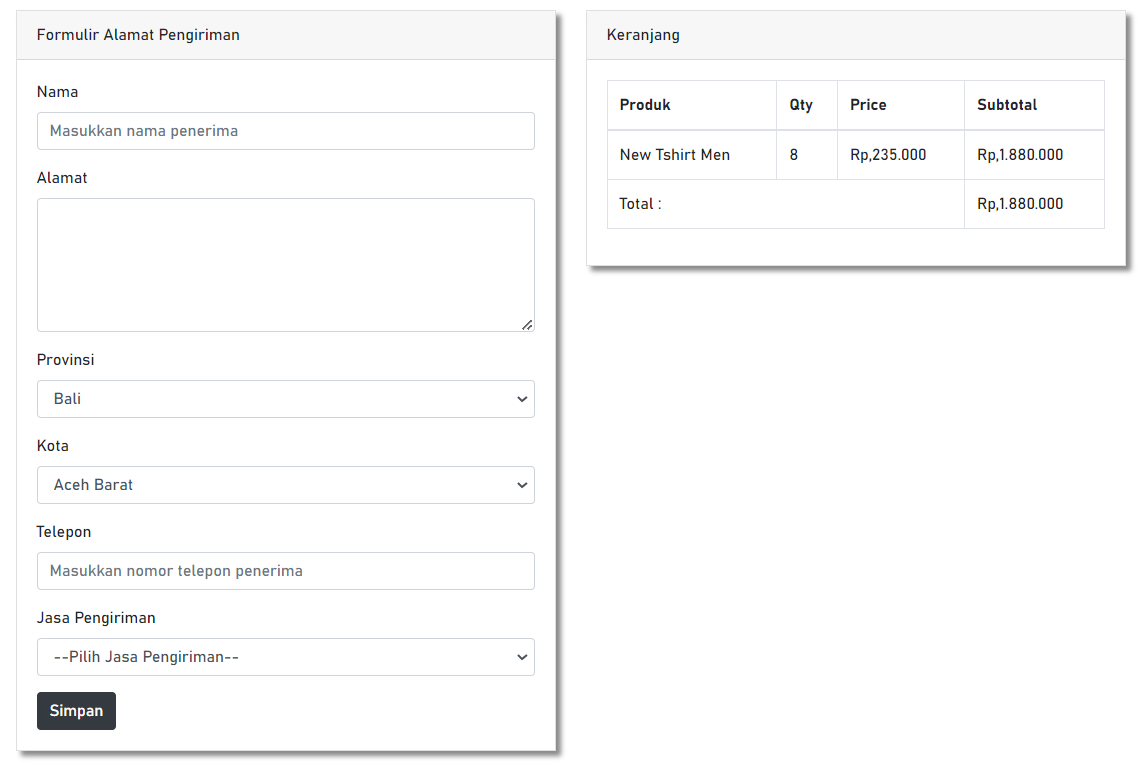 Formulir Alamat Pengiriman
Nama
Masukkan nama penerima
Alamat
Provinsi
Bali
Kota
Aceh Barat
Telepon
Masukkan nomor telepon penerima
Jasa Pengiriman
--Pilih Jasa Pengiriman--
Simpan
Keranjang
Produk Qty Price Subtotal
New Tshirt Men 8 Rp,235.000 Rp,1.880.000
Total : Rp,1.880.000